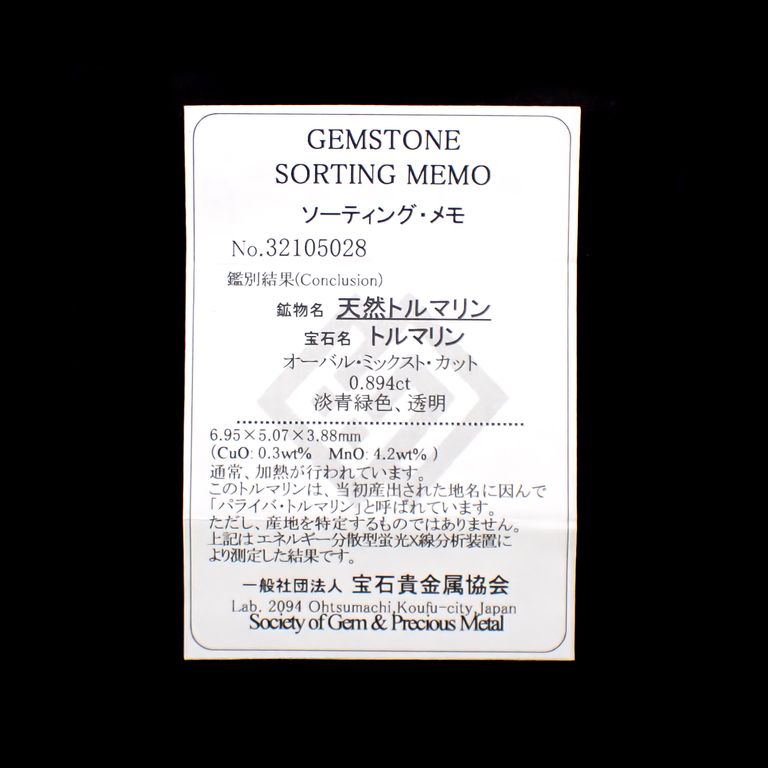 GEMSTONE
SORTING MEMO
ソーティング・メモ
No.32105028
鑑別結果(Conclusion)
鉱物名 天然トルマリン
宝石名 トルマリン
オーバル・ミックスト・カット
0.894ct
淡青緑色、透明
6.95×5.07×3.88mm
(CuO: 0.3wt% MnO: 4.2wt% )
通常、加熱が行われています。
このトルマリンは、当初産出された地名に因んで
「パライバ・トルマリン」と呼ばれています。
ただし、産地を特定するものではありません。
上記はエネルギー分散型蛍光X線分析装置に
より測定した結果です。
一般社団法人 宝石貴金属協会
Lab. 2094 Ohtsumachi,Koufu-city,Japan
Society of Gem & Precious Metal